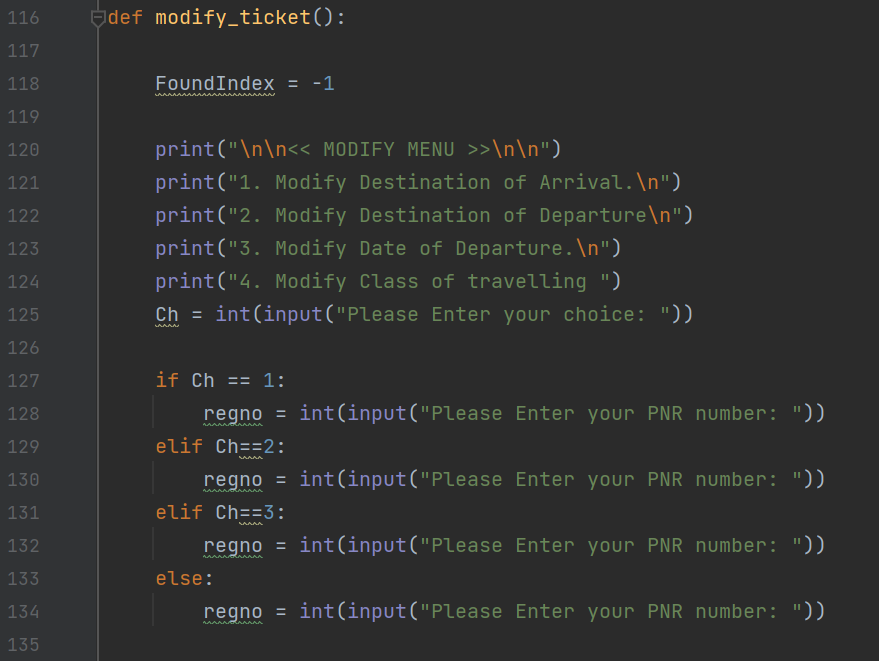 116 def modify_ticket():
117
118     FoundIndex = -1
119
120     print("\n\n<< MODIFY MENU >>\n\n")
121     print("1. Modify Destination of Arrival.\n")
122     print("2. Modify Destination of Departure\n")
123     print("3. Modify Date of Departure.\n")
124     print("4. Modify Class of travelling ")
125     Ch = int(input("Please Enter your choice: "))
126
127     if Ch == 1:
128         regno = int(input("Please Enter your PNR number: "))
129     elif Ch==2:
130         regno = int(input("Please Enter your PNR number: "))
131     elif Ch==3:
132         regno = int(input("Please Enter your PNR number: "))
133     else:
134         regno = int(input("Please Enter your PNR number: "))
135